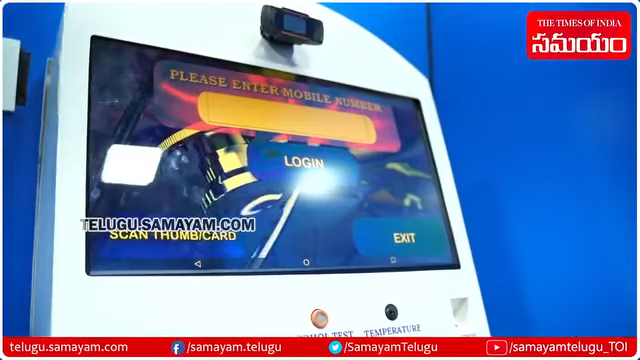 THE TIMES OF INDIA
సమయం
PLEASE ENTER MOBILE NUMBER
LOGIN
TELUGU.SAMAYAM.COM
SCAN THUMB/CARD
EXIT
TEST
TEMPERATURE
telugu.samayam.com
/samayam.telugu
/SamayamTelugu
/samayamtelugu_TOI